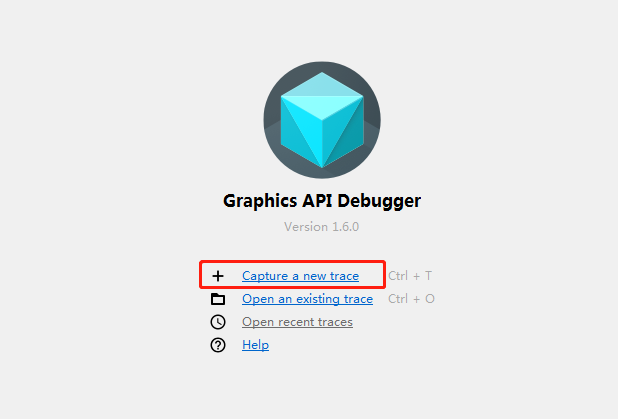 Graphics API Debugger
Version 1.6.0
Capture a new trace Ctrl + T
Open an existing trace Ctrl + O
Open recent traces
Help